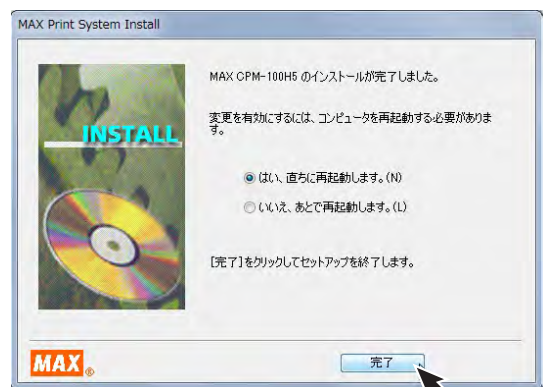 MAX Print System Install
INSTALL
MAX CPM-100H5 のインストールが完了しました。
変更を有効にするには、コンピュータを再起動する必要がありま
す。
はい、直ちに再起動します。(N)
いいえ、あとで再起動します。(L)
[完了]をクリックしてセットアップを終了します。
MAX®
完了